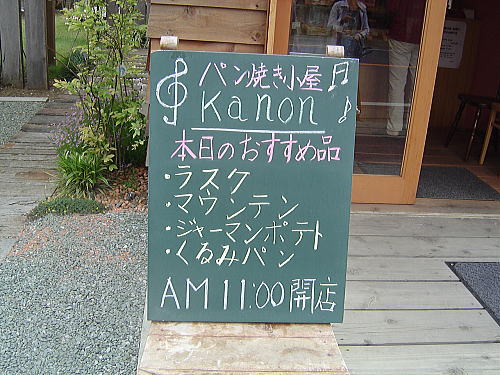 パン焼き小屋
Kanon
本日のおすすめ品
・ラスク
・マウンテン
・ジャーマンポテト
・くるみパン
AM 11:00 開店